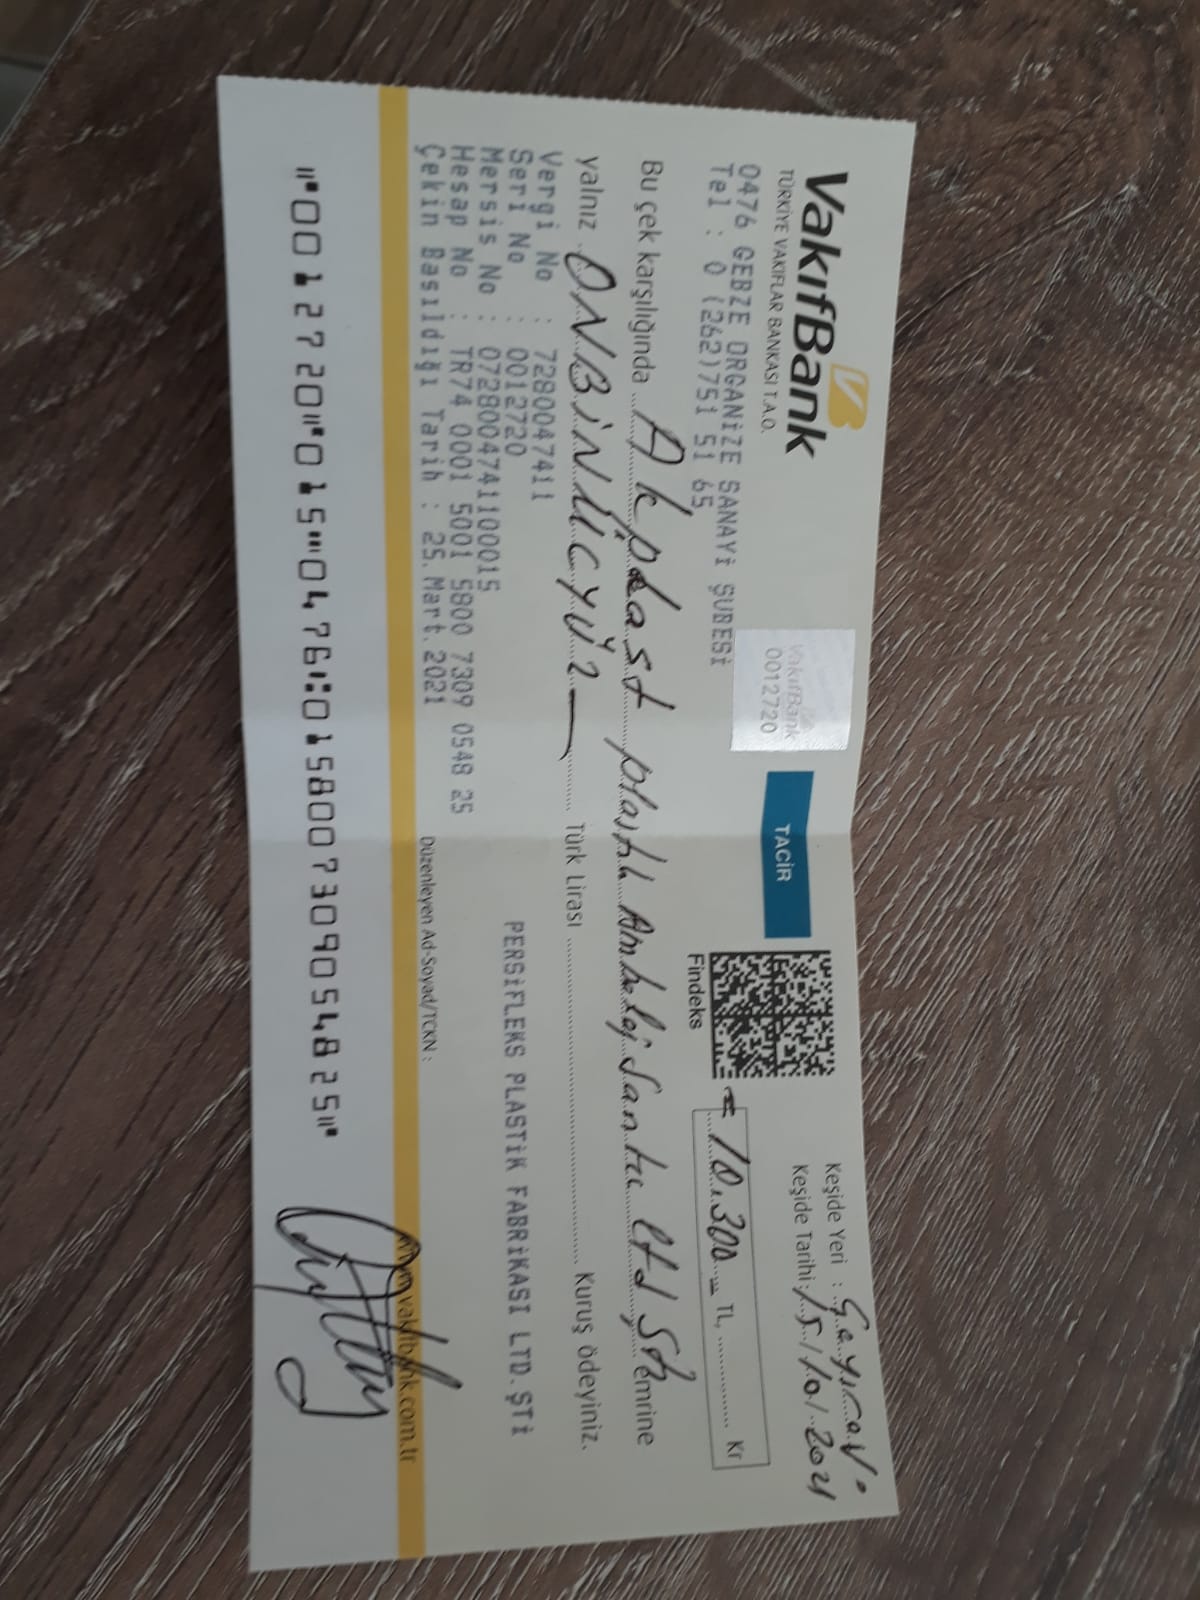 VakıfBank
TÜRKİYE VAKIFLAR BANKASI T.A.O.
0476 GEBZE ORGANİZE SANAYİ ŞUBESİ
Tel : 0 (262)751 51 65
VakıfBank
0012720
TACİR
Findeks
Keşide Yeri :
Keşide Tarihi: 15/10/2021
= 10.300 _ TL, Kr
Bu çek karşılığında Akplast plastik Ambalaj San tic Ltd Şti emrine
yalnız ONBİNÜÇYÜZ — Türk Lirası Kuruş ödeyiniz.
Vergi No : 7280047411
Seri No : 0012720
Mersis No : 0728004741100015
Hesap No : TR74 0001 5001 5800 7309 0548 25
Çekin Basıldığı Tarih : 25.Mart.2021
PERSİFLEKS PLASTİK FABRİKASI LTD.ŞTİ
Düzenleyen Ad-Soyad/TCKN :
www.vakifbank.com.tr
⑈0012720⑈015⑉0476⑆01580073090548 25⑈